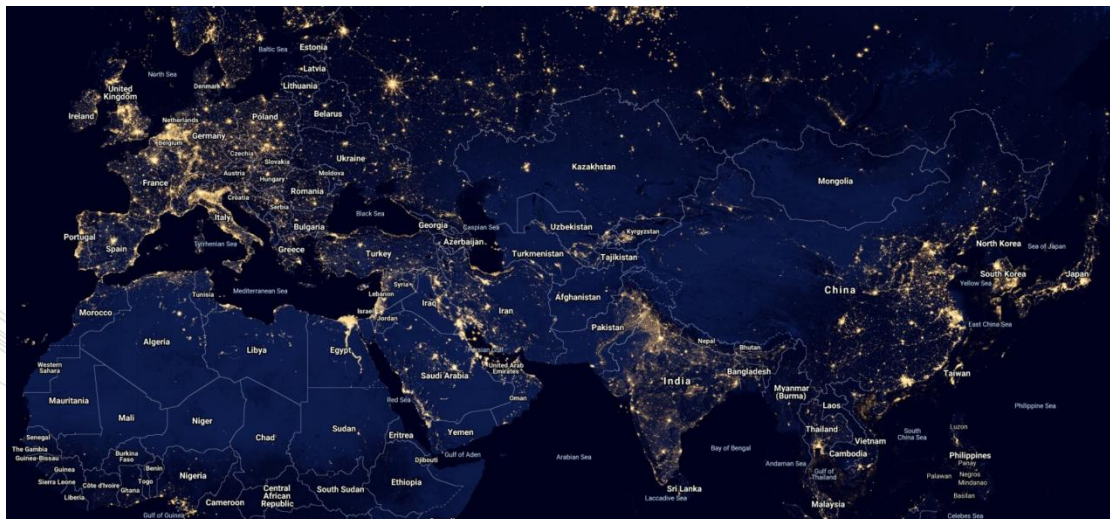 Estonia
Baltic Sea
Latvia
North Sea
Denmark
Lithuania
United
Kingdom
Ireland
Netherlands
Poland
Belarus
Germany
Belgium
Czechia
Slovakia
Ukraine
Kazakhstan
Mongolia
Austria
Hungary
Moldova
France
Romania
Croatia
Serbia
Italy
Black Sea
Portugal
Spain
Tyrrhenian Sea
Bulgaria
Georgia
Caspian Sea
Uzbekistan
Kyrgyzstan
Azerbaijan
Greece
Turkey
Turkmenistan
Tajikistan
North Korea
Sea of Japan
South Korea
Japan
Yellow Sea
China
Mediterranean Sea
Tunisia
Syria
Lebanon
Iraq
Iran
Afghanistan
Israel
Jordan
Morocco
Pakistan
East China Sea
Algeria
Libya
Egypt
Persian Gulf
Nepal
Bhutan
Western
Sahara
Saudi Arabia
United Arab
Emirates
India
Bangladesh
Taiwan
Mauritania
Red Sea
Oman
Myanmar
(Burma)
Laos
Philippine Sea
Mali
Niger
Sudan
Thailand
South
China Sea
Luzon
Senegal
Chad
Eritrea
Yemen
Vietnam
The Gambia
Guinea-Bissau
Burkina
Faso
Djibouti
Gulf of Aden
Arabian Sea
Bay of Bengal
Cambodia
Philippines
Guinea
Benin
Andaman Sea
Gulf of
Thailand
Panay
Sierra Leone
Côte d'Ivoire
Togo
Nigeria
Ethiopia
Palawan
Negros
Mindanao
Liberia
Ghana
Cameroon
Central
African
Republic
South Sudan
Sri Lanka
Laccadive Sea
Malaysia
Basilan
Gulf of Guinea
Celebes Sea